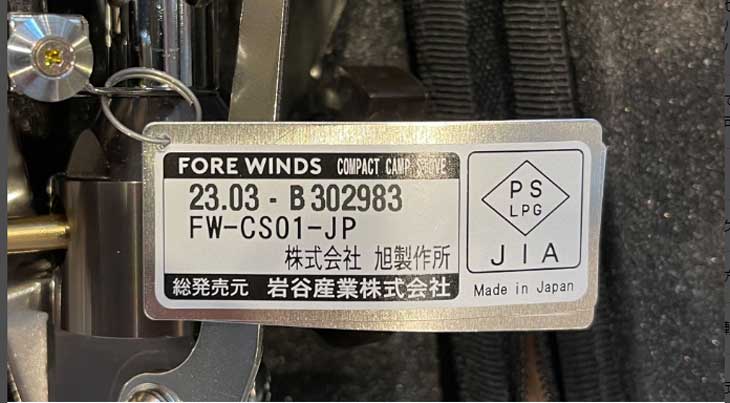 FORE WINDS COMPACT CAMP STOVE
23.03 - B 302983
FW-CS01-JP
株式会社 旭製作所
総発売元 岩谷産業株式会社
PS
LPG
JIA
Made in Japan